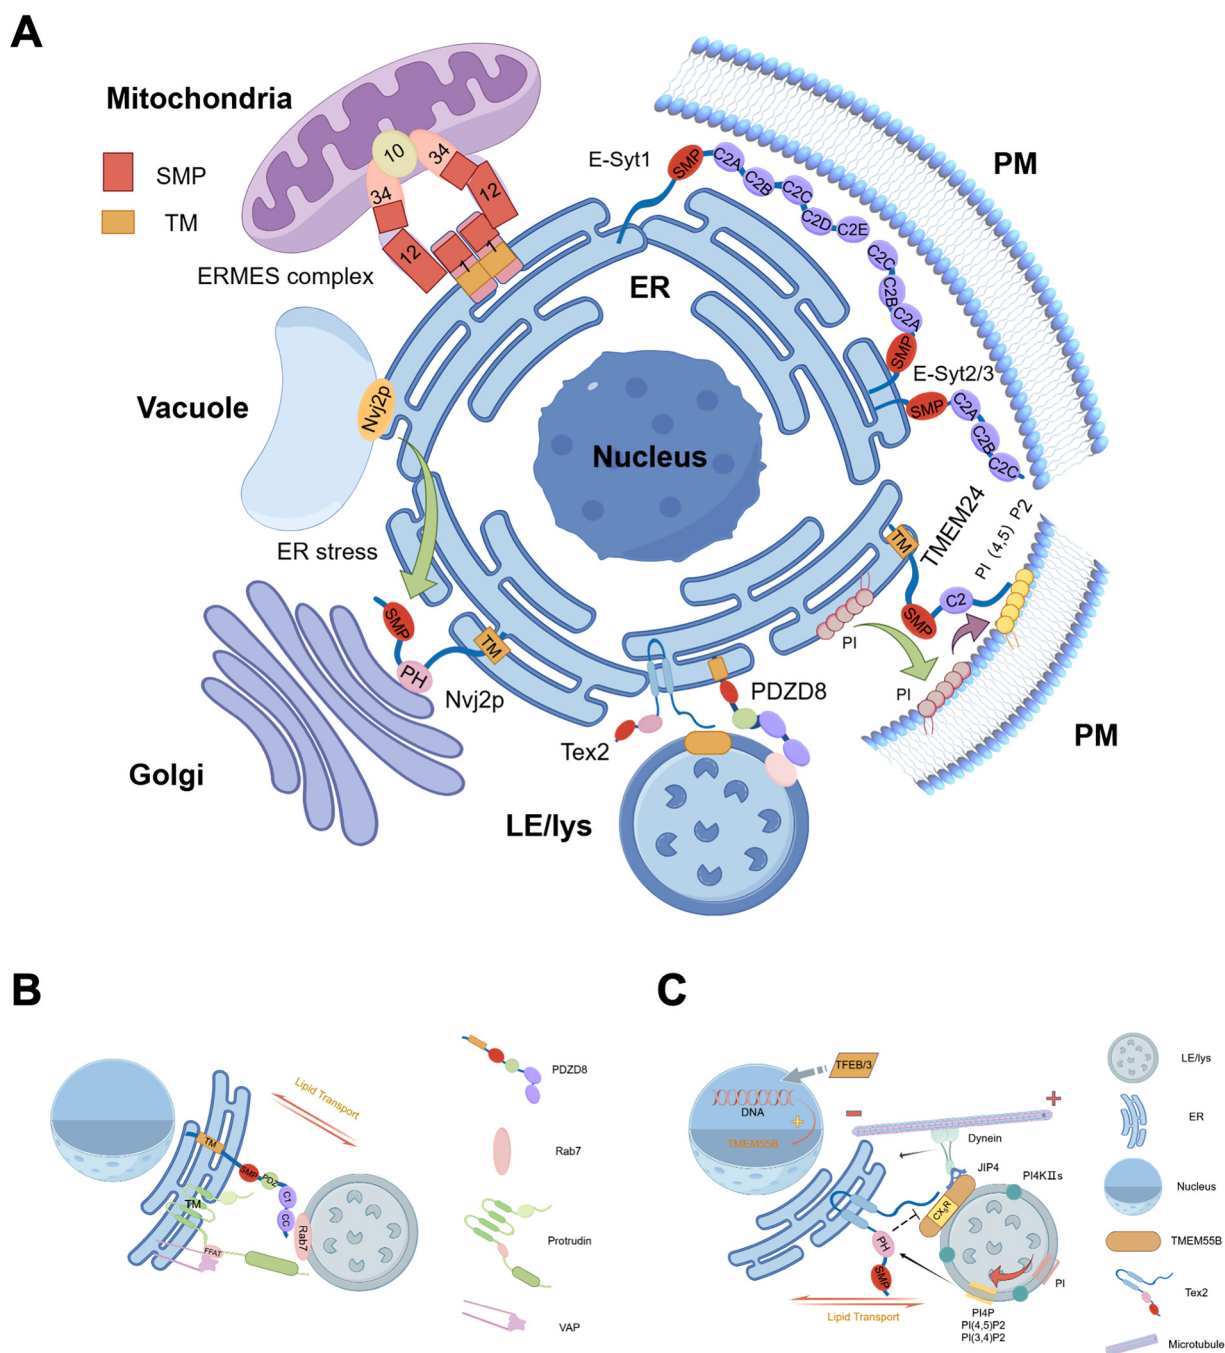 A
Mitochondria
SMP
TM
10
34
34
12
12
1
1
ERMES complex
E-Syt1
SMP
C2A
C2B
C2C
C2D
C2E
PM
ER
C2C
C2B
C2A
SMP
E-Syt2/3
SMP
C2A
C2B
C2C
Vacuole
Nvj2p
Nucleus
ER stress
TM
TMEM24
PI (4,5) P2
SMP
C2
PI
PI
SMP
PH
TM
Nvj2p
PDZD8
Tex2
PM
Golgi
LE/lys
B
Lipid Transport
TM
SMP
PDZ
C1
CC
TM
FFAT
Rab7
PDZD8
Rab7
Protrudin
VAP
C
TFEB/3
DNA
+
TMEM55B
-
+
Dynein
JIP4
PI4KIIs
CX5R
PH
SMP
PI
PI4P
PI(4,5)P2
PI(3,4)P2
Lipid Transport
LE/lys
ER
Nucleus
TMEM55B
Tex2
Microtubule